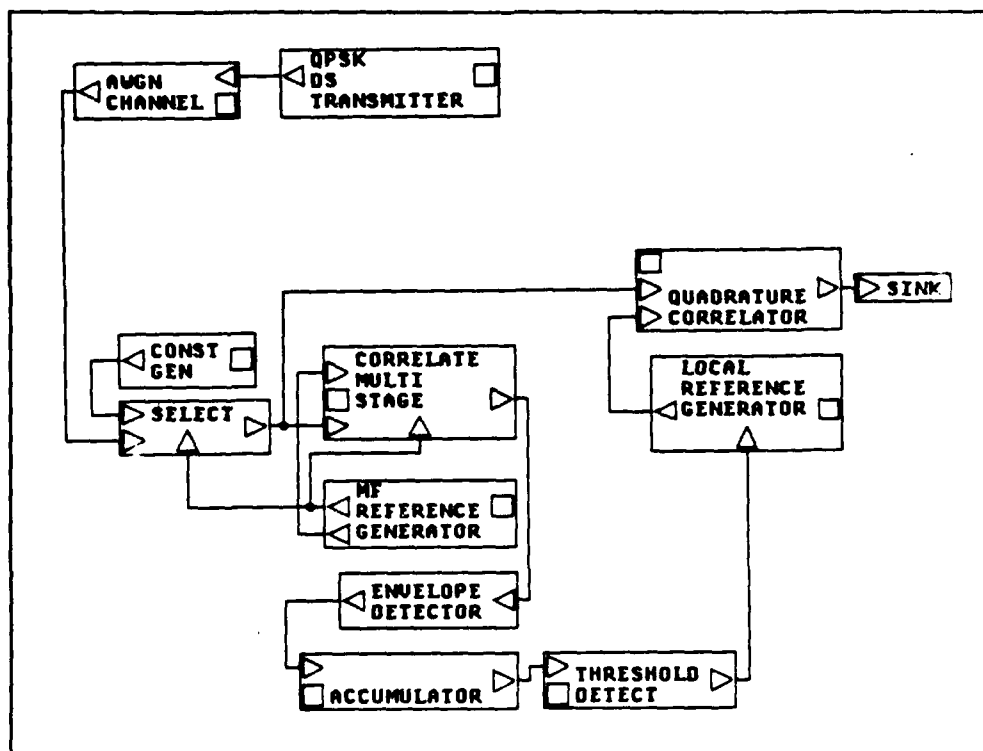 AWGN
CHANNEL
QPSK
DS
TRANSMITTER
QUADRATURE
CORRELATOR
SINK
CONST
GEN
CORRELATE
MULTI
STAGE
LOCAL
REFERENCE
GENERATOR
SELECT
MF
REFERENCE
GENERATOR
ENVELOPE
DETECTOR
ACCUMULATOR
THRESHOLD
DETECT